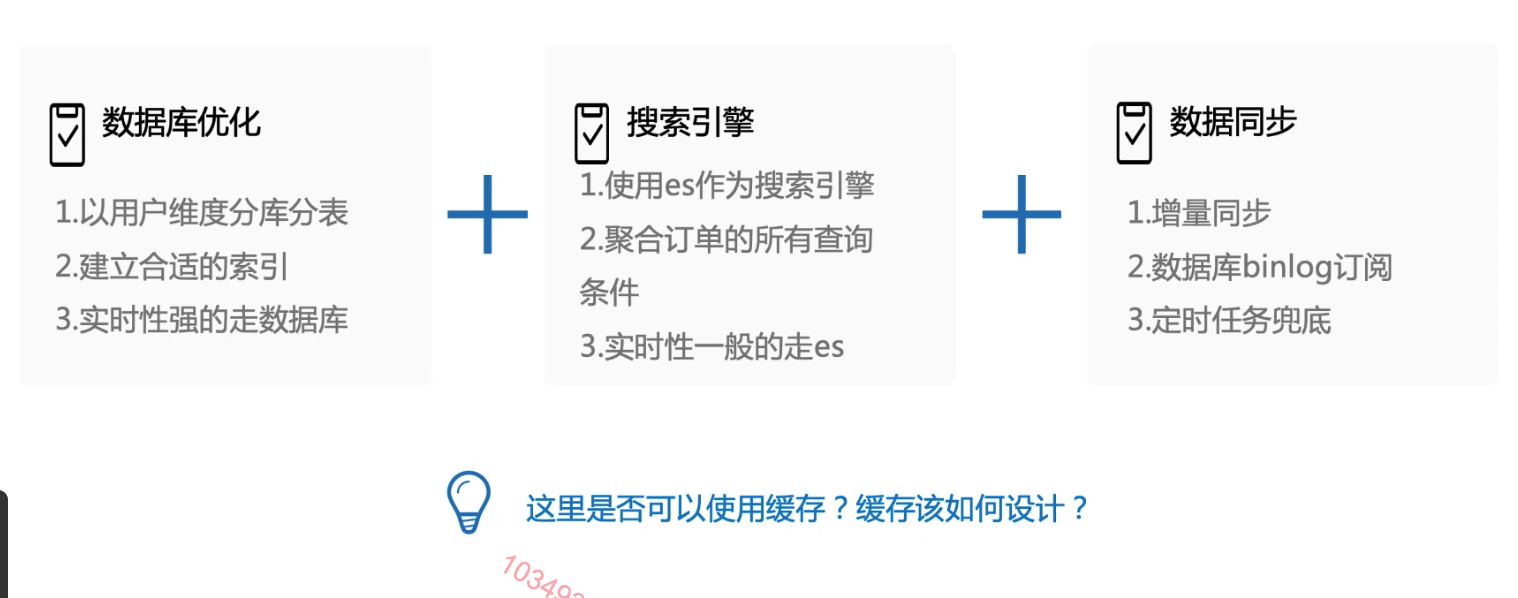 数据库优化
1.以用户维度分库分表
2.建立合适的索引
3.实时性强的走数据库
搜索引擎
1.使用es作为搜索引擎
2.聚合订单的所有查询
条件
3.实时性一般的走es
数据同步
1.增量同步
2.数据库binlog订阅
3.定时任务兜底
这里是否可以使用缓存？缓存该如何设计？